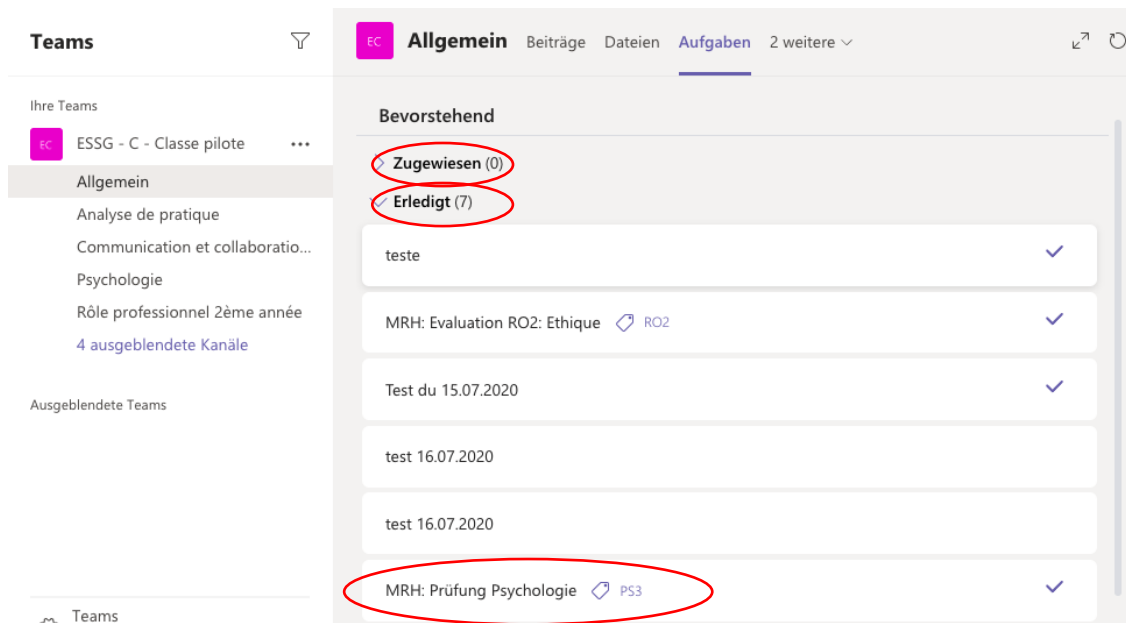 Teams
Ihre Teams
EC ESSG - C - Classe pilote ...
Allgemein
Analyse de pratique
Communication et collaboratio...
Psychologie
Rôle professionnel 2ème année
4 ausgeblendete Kanäle
Ausgeblendete Teams
Teams
EC Allgemein Beiträge Dateien Aufgaben 2 weitere
Bevorstehend
Zugewiesen (0)
Erledigt (7)
teste
MRH: Evaluation RO2: Ethique RO2
Test du 15.07.2020
test 16.07.2020
test 16.07.2020
MRH: Prüfung Psychologie PS3